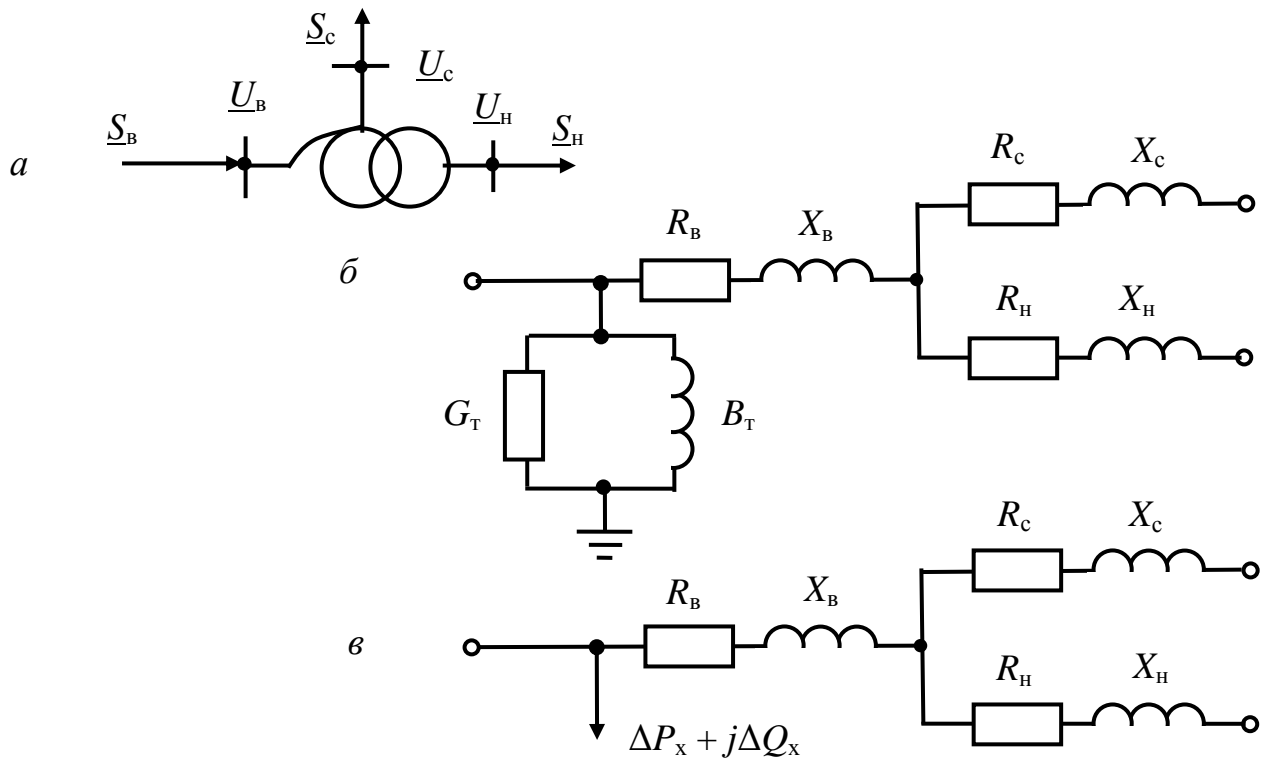 S_с
U_с
U_в
U_н
S_в
S_н
а
R_с
X_с
R_в
X_в
б
R_н
X_н
G_т
B_т
R_с
X_с
R_в
X_в
в
R_н
X_н
ΔP_х + jΔQ_х